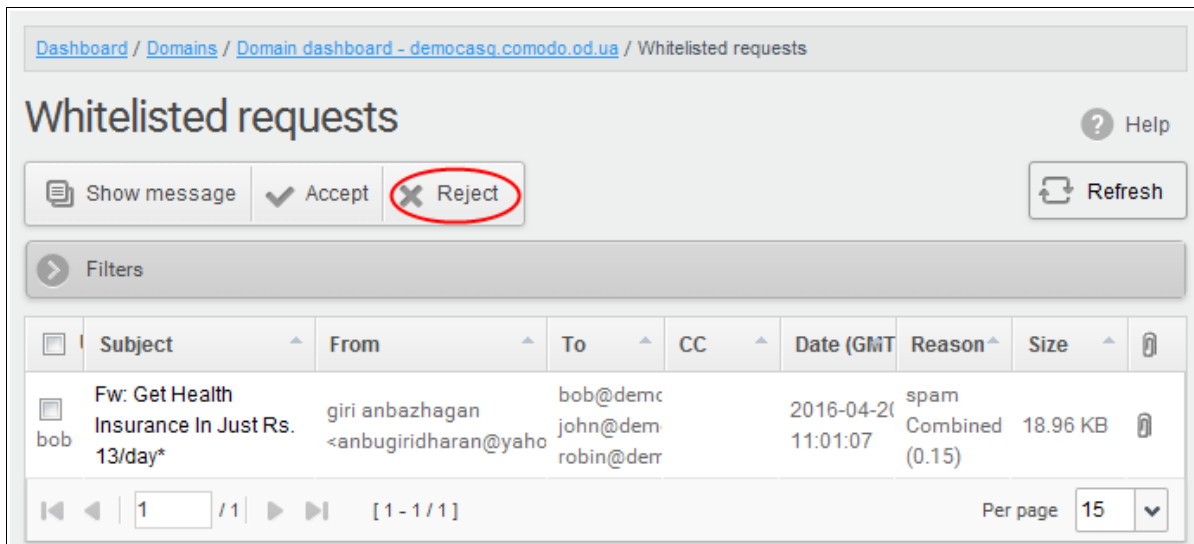 Dashboard / Domains / Domain dashboard - democasg.comodo.od.ua / Whitelisted requests
Whitelisted requests
Help
Show message Accept Reject
Refresh
Filters
Subject From To CC Date (GMT Reason Size
Fw: Get Health
Insurance In Just Rs.
13/day*
bob
giri anbazhagan
<anbugiridharan@yaho
bob@demo
john@dem
robin@dem
2016-04-20
11:01:07
spam
Combined
(0.15)
18.96 KB
1 / 1 [ 1 - 1 / 1 ] Per page 15